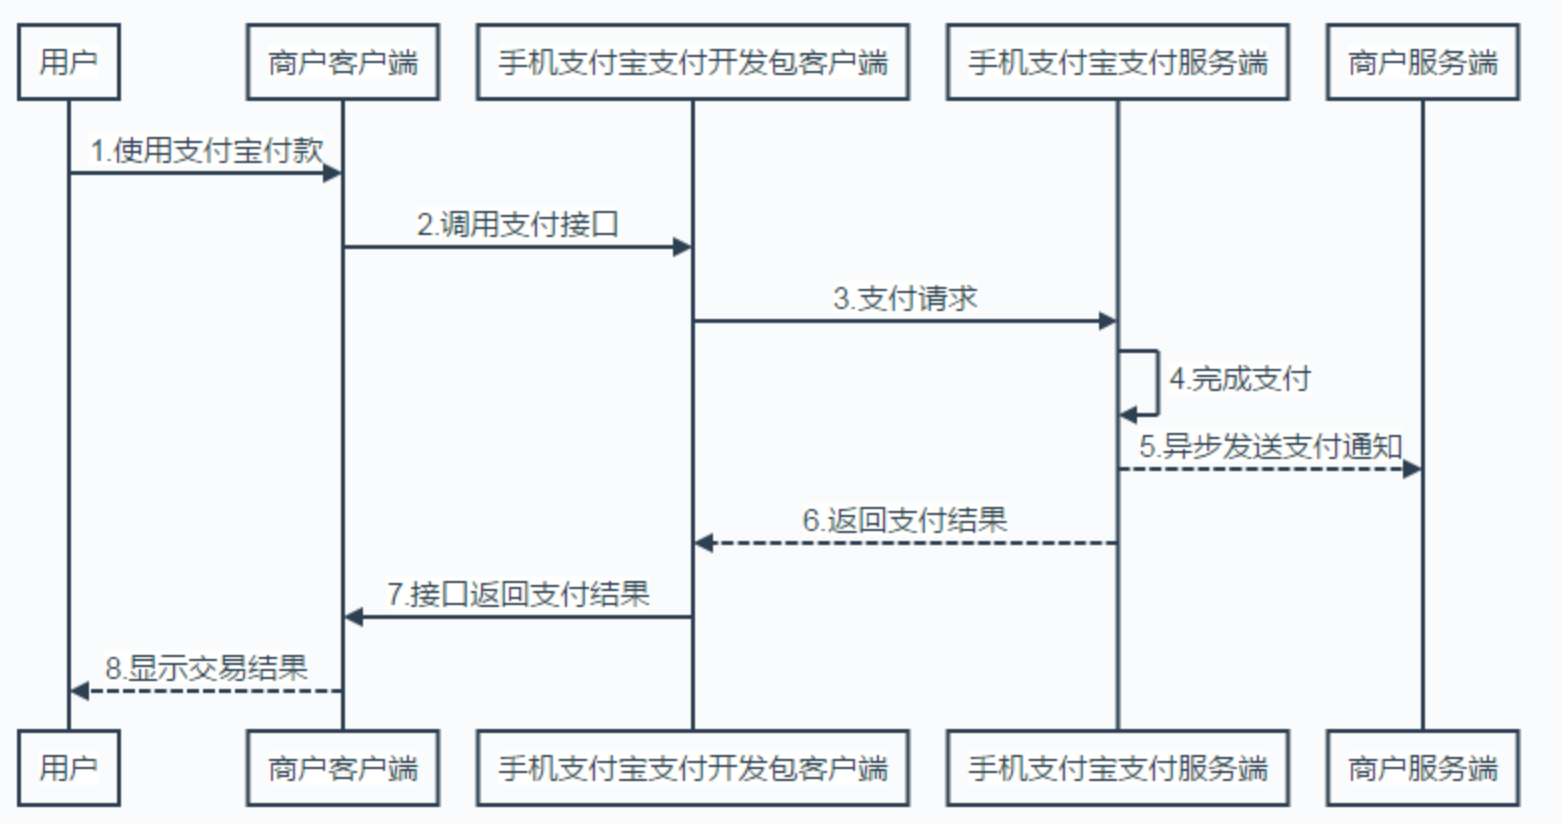 用户
商户客户端
手机支付宝支付开发包客户端
手机支付宝支付服务端
商户服务端
1.使用支付宝付款
2.调用支付接口
3.支付请求
4.完成支付
5.异步发送支付通知
6.返回支付结果
7.接口返回支付结果
8.显示交易结果
用户
商户客户端
手机支付宝支付开发包客户端
手机支付宝支付服务端
商户服务端